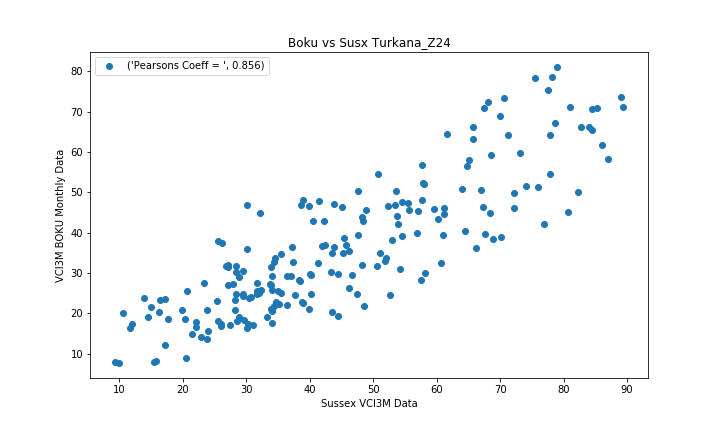 Boku vs Susx Turkana_Z24
('Pearsons Coeff = ', 0.856)
VCI3M BOKU Monthly Data
80
70
60
50
40
30
20
10
10 20 30 40 50 60 70 80 90
Sussex VCI3M Data